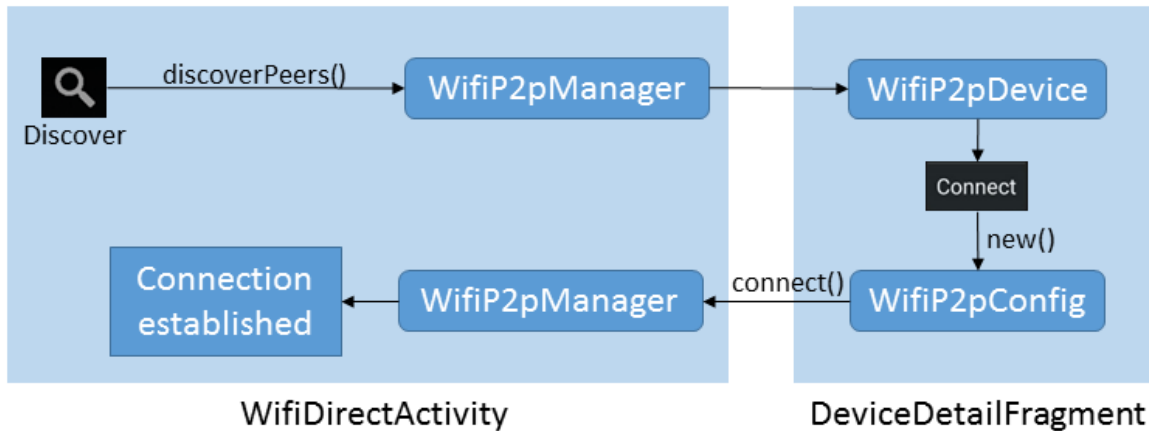 discoverPeers()
WifiP2pManager
WifiP2pDevice
Discover
Connect
new()
Connection
established
WifiP2pManager
connect()
WifiP2pConfig
WifiDirectActivity
DeviceDetailFragment